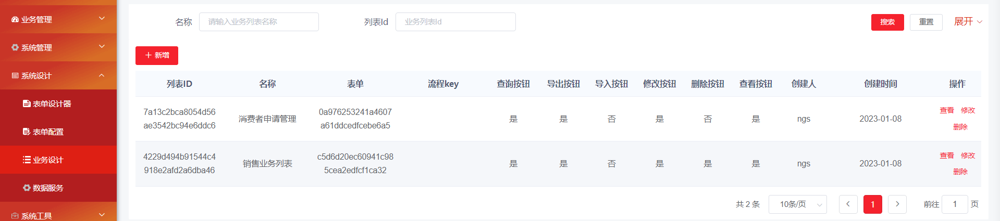 业务管理
系统管理
系统设计
表单设计器
表单配置
业务设计
数据服务
系统工具
名称 请输入业务列表名称 列表Id 业务列表Id 搜索 重置 展开
新增
列表ID 名称 表单 流程key 查询按钮 导出按钮 导入按钮 修改按钮 删除按钮 查看按钮 创建人 创建时间 操作
7a13c2bca8054d56
ae3542bc94e6ddc6
消费者申请管理
0a976253241a4607
a61ddcedfcebe6a5
是 是 否 是 否 是 ngs 2023-01-08
查看 修改
删除
4229d494b91544c4
918e2afd2a6dba46
销售业务列表
c5d6d20ec60941c98
5cea2edfcf1ca32
是 是 否 是 是 是 ngs 2023-01-08
查看 修改
删除
共 2 条 10条/页 1 前往 1 页